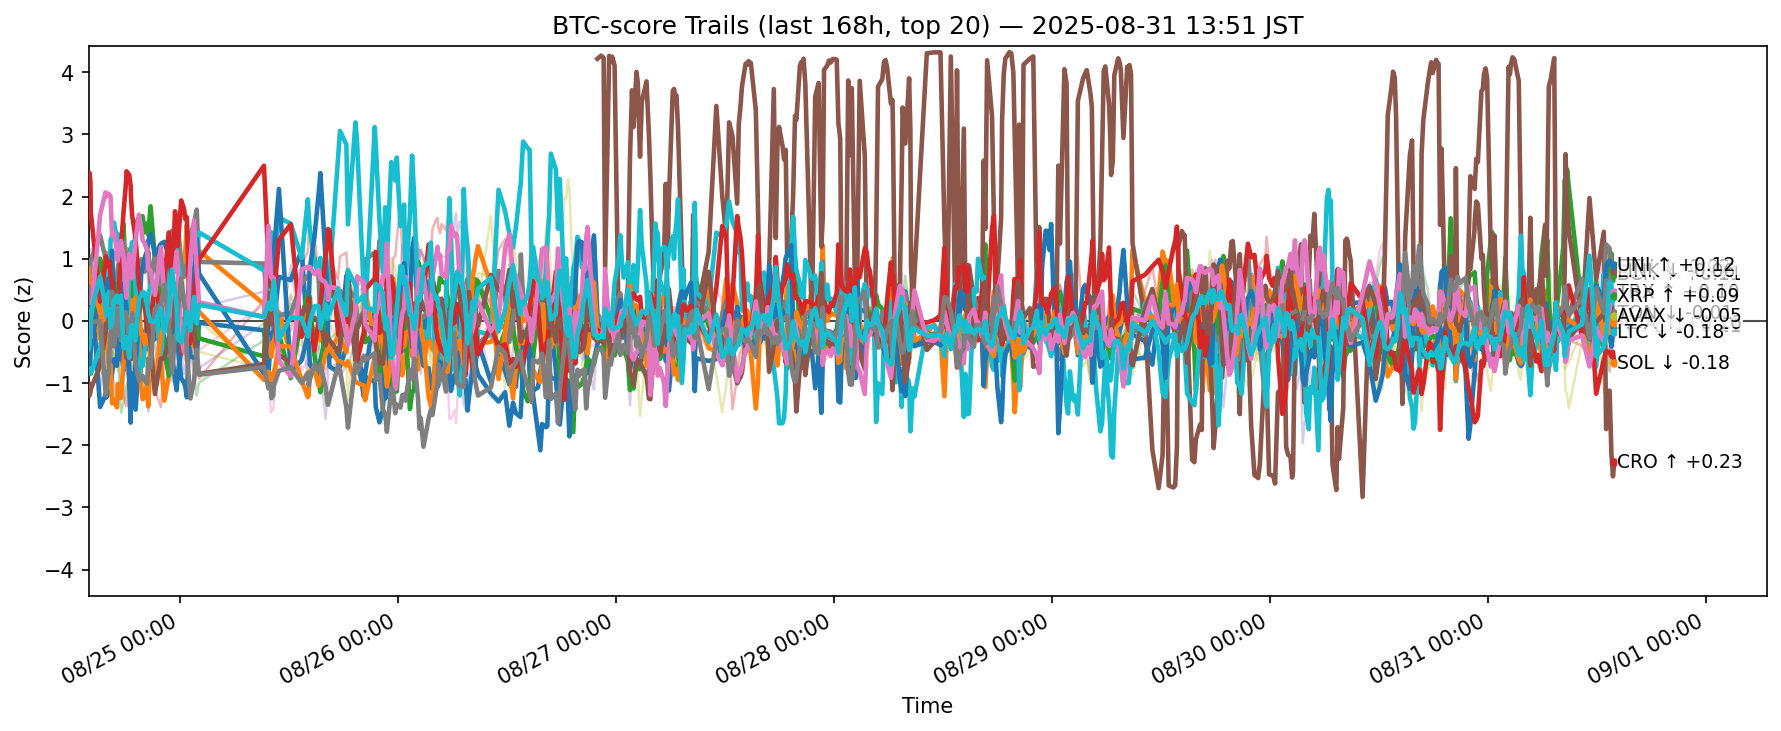 BTC-score Trails (last 168h, top 20) — 2025-08-31 13:51 JST
Score (z)
4
3
2
1
0
−1
−2
−3
−4
UNI ↑ +0.12
XRP ↑ +0.09
AVAX ↓ -0.05
LTC ↓ -0.18
SOL ↓ -0.18
CRO ↑ +0.23
08/25 00:00
08/26 00:00
08/27 00:00
08/28 00:00
08/29 00:00
08/30 00:00
08/31 00:00
09/01 00:00
Time